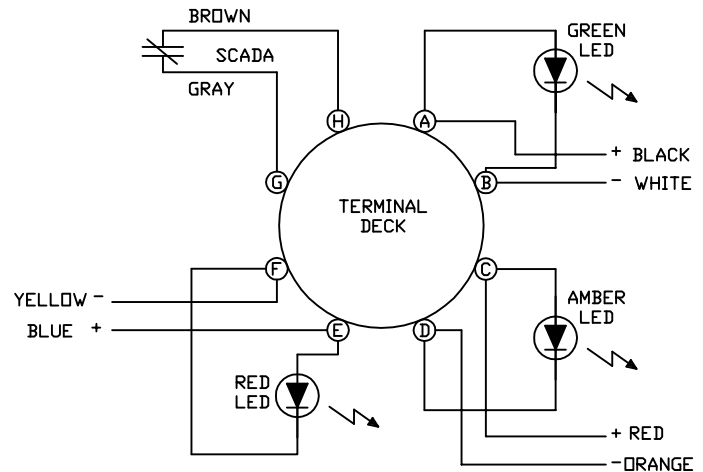 BROWN
SCADA
GRAY
GREEN
LED
H
A
+ BLACK
G
B
- WHITE
TERMINAL
DECK
F
C
YELLOW -
BLUE +
E
D
AMBER
LED
RED
LED
+ RED
-ORANGE